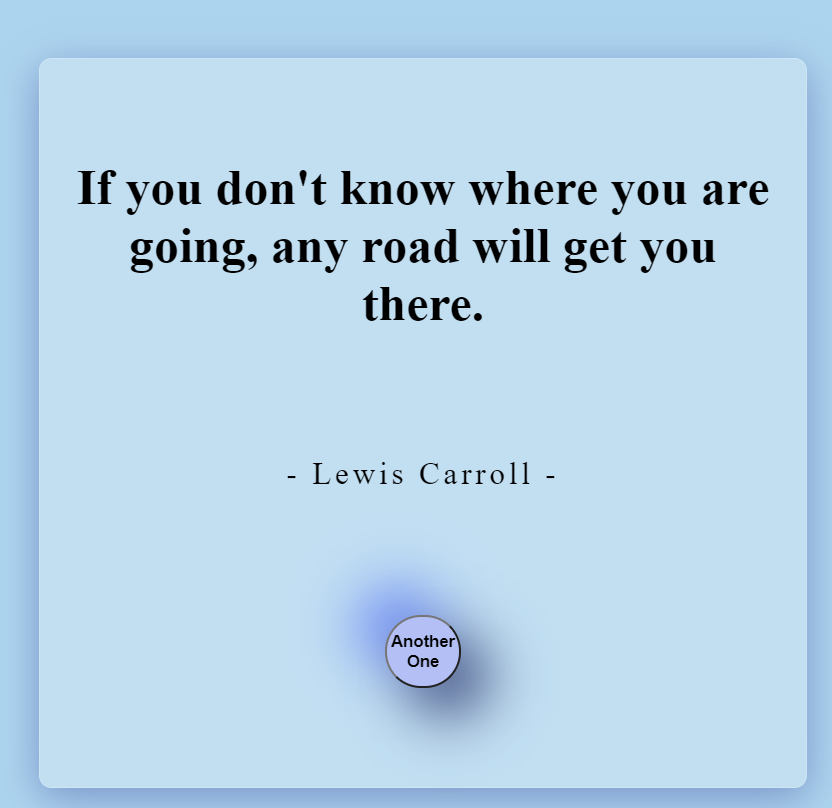 If you don't know where you are
going, any road will get you
there.
- Lewis Carroll -
Another
One